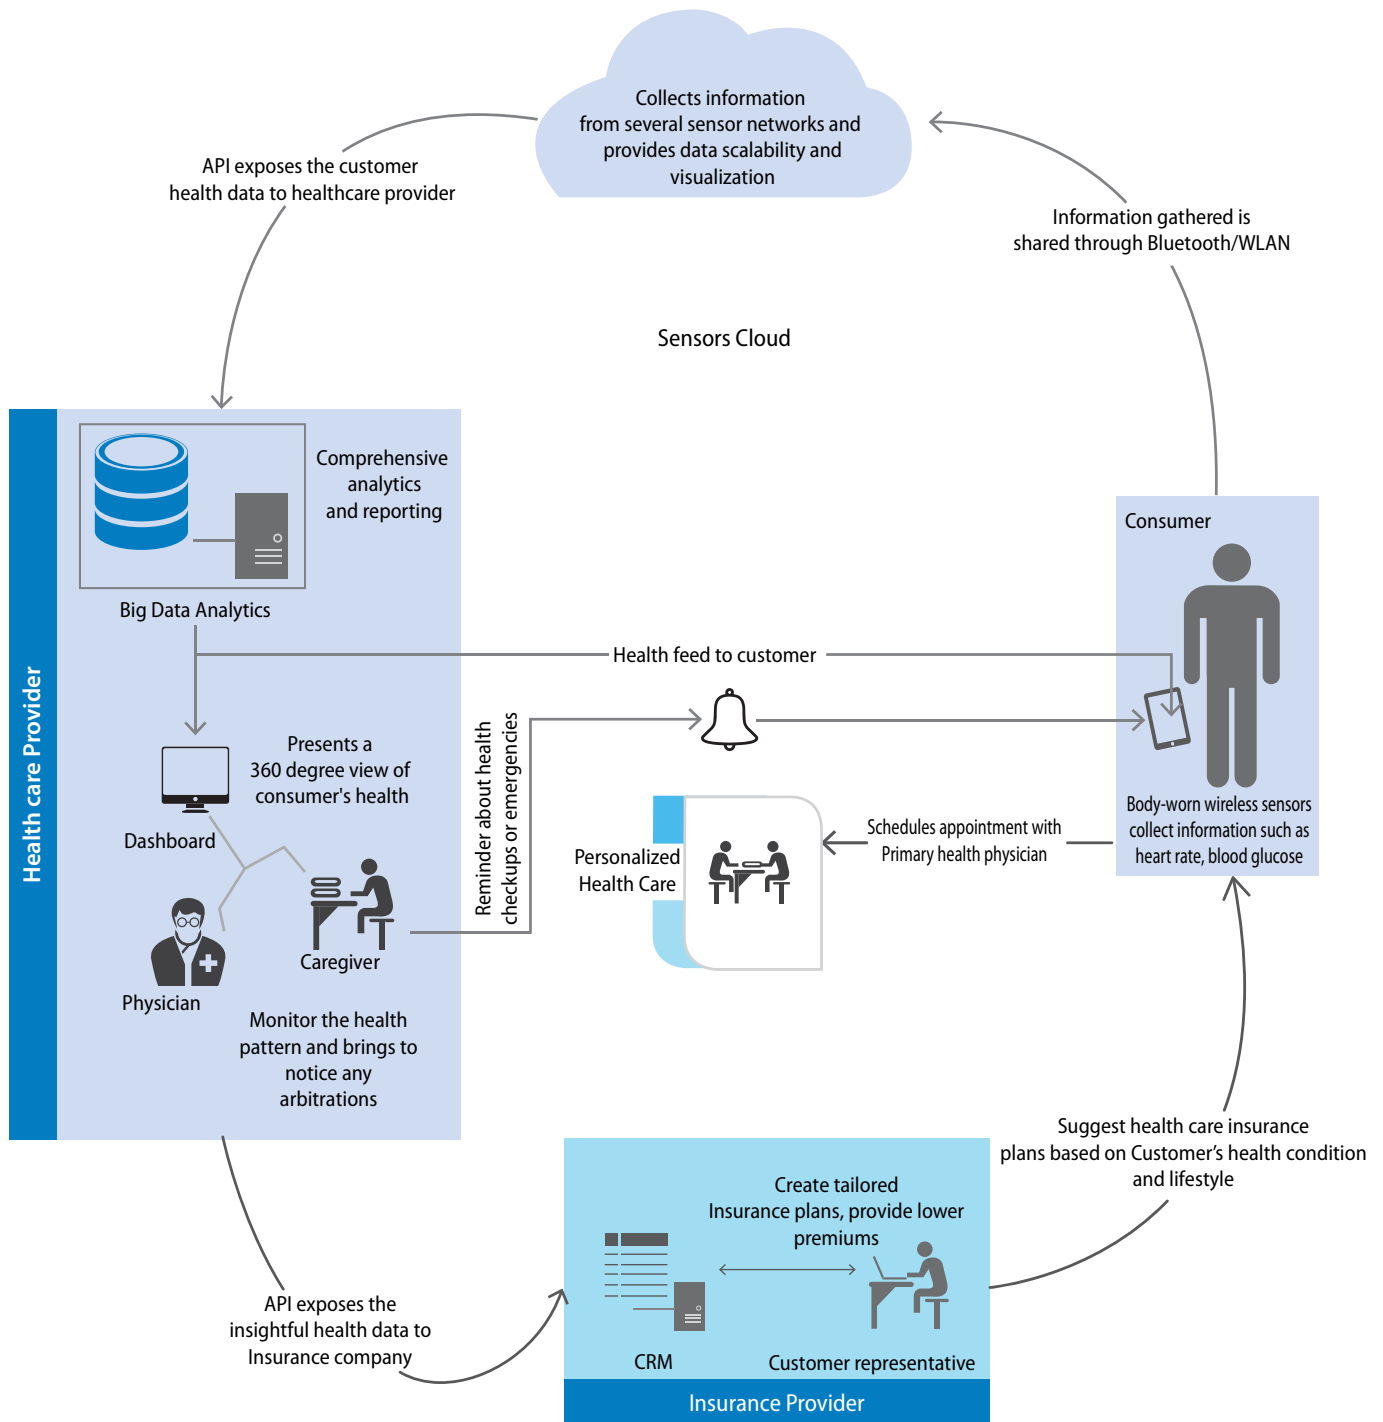 Collects information
from several sensor networks and
provides data scalability and
visualization
API exposes the customer
health data to healthcare provider
Information gathered is
shared through Bluetooth/WLAN
Sensors Cloud
Health care Provider
Comprehensive
analytics
and reporting
Big Data Analytics
Consumer
Health feed to customer
Presents a
360 degree view of
consumer's health
Dashboard
Reminder about health
checkups or emergencies
Body-worn wireless sensors
collect information such as
heart rate, blood glucose
Schedules appointment with
Primary health physician
Personalized
Health Care
Caregiver
Physician
Monitor the health
pattern and brings to
notice any
arbitrations
Suggest health care insurance
plans based on Customer’s health condition
and lifestyle
Create tailored
Insurance plans, provide lower
premiums
API exposes the
insightful health data to
Insurance company
CRM
Customer representative
Insurance Provider